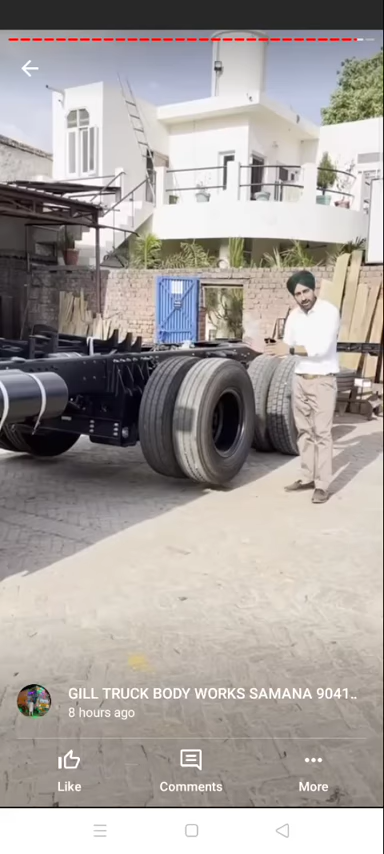 GILL TRUCK BODY WORKS SAMANA 9041..
8 hours ago
Like
Comments
More